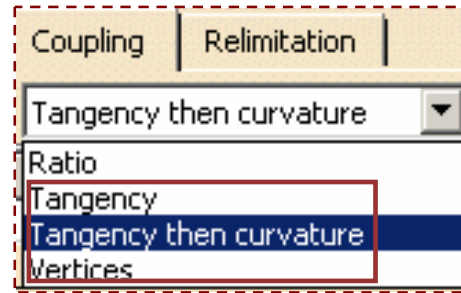 Coupling Relimitation
Tangency then curvature
Ratio
Tangency
Tangency then curvature
Vertices